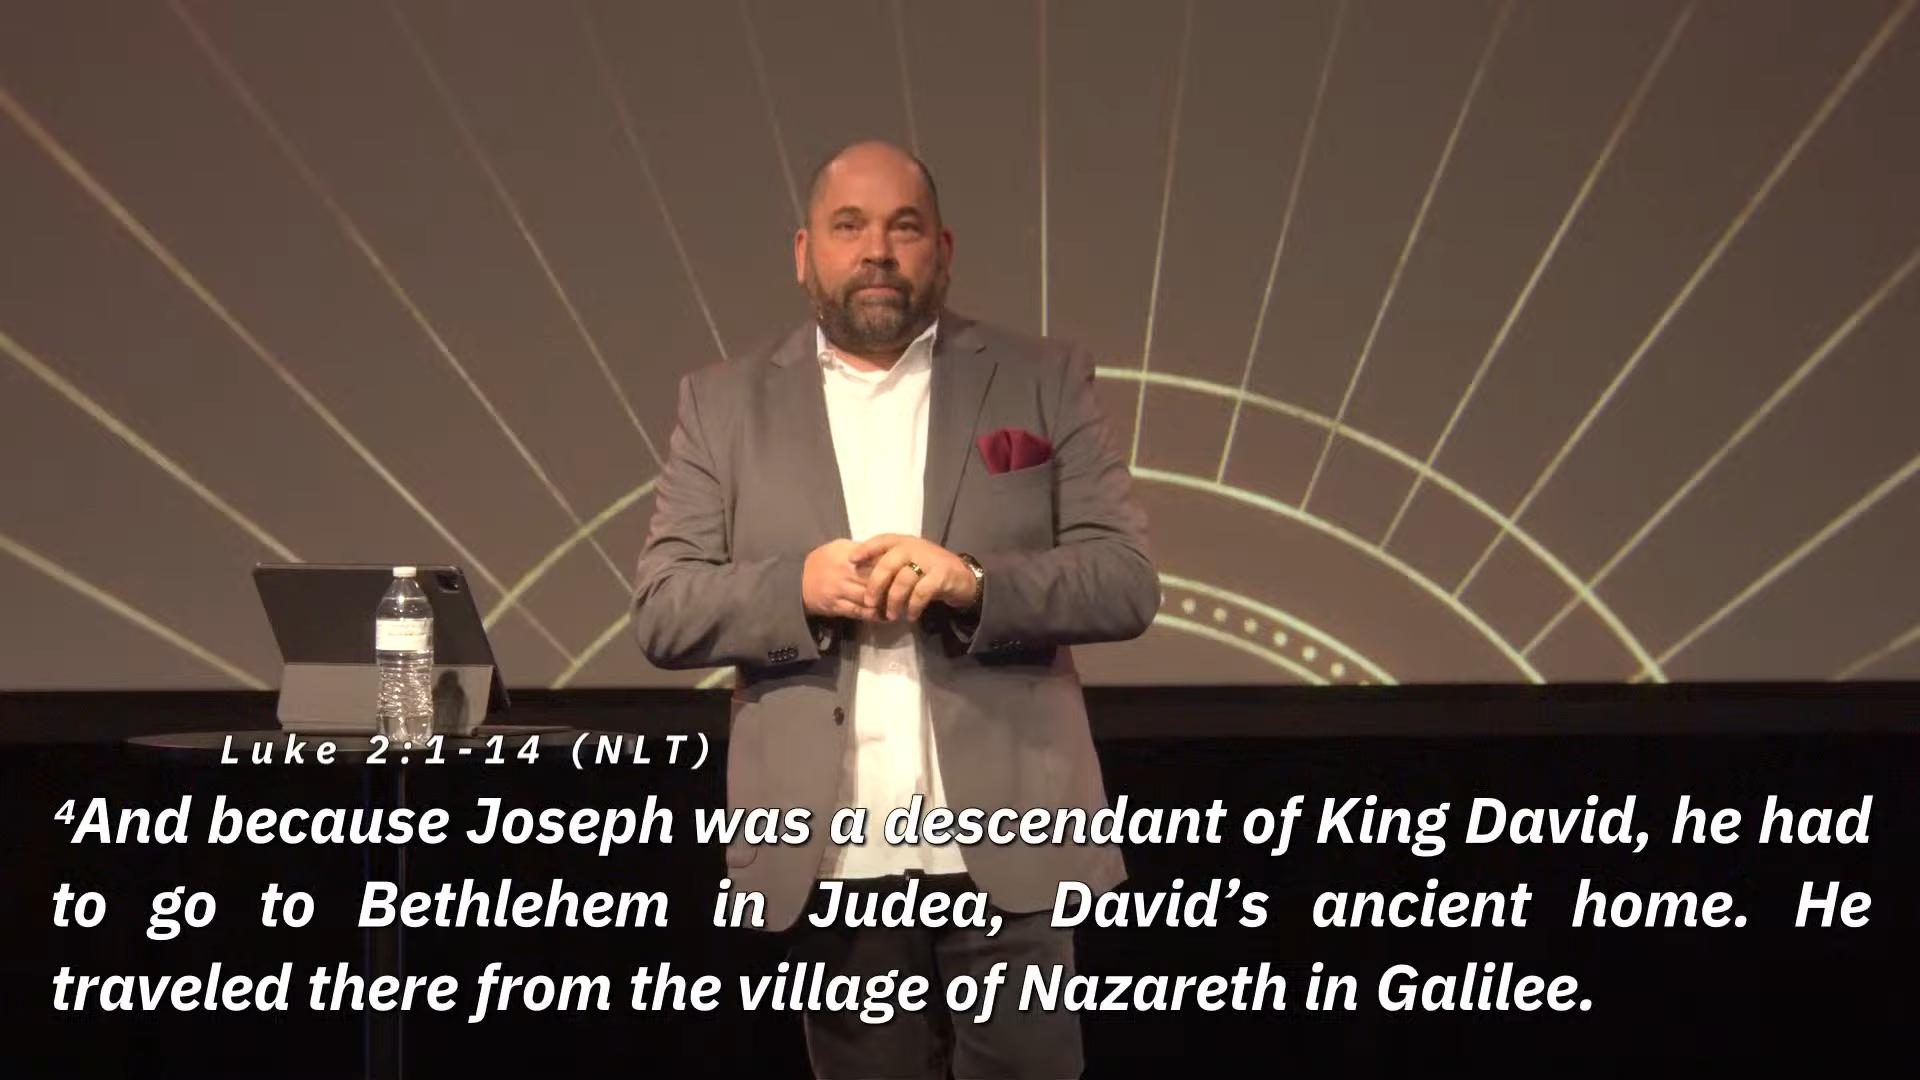 Luke 2:1-14 (NLT)
⁴And because Joseph was a descendant of King David, he had
to go to Bethlehem in Judea, David’s ancient home. He
traveled there from the village of Nazareth in Galilee.